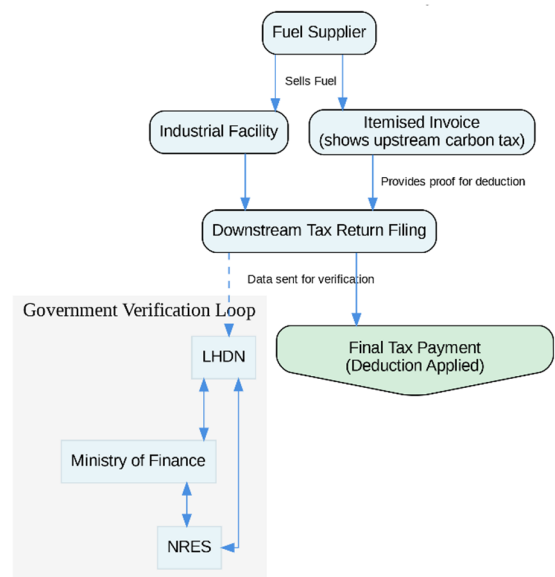 Fuel Supplier
Sells Fuel
Industrial Facility
Itemised Invoice
(shows upstream carbon tax)
Provides proof for deduction
Downstream Tax Return Filing
Data sent for verification
Government Verification Loop
LHDN
Final Tax Payment
(Deduction Applied)
Ministry of Finance
NRES